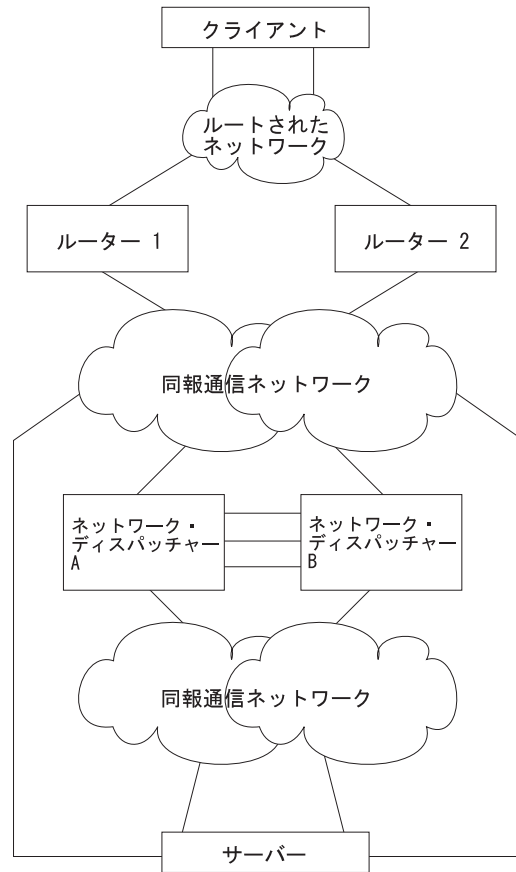 クライアント
ルートされた
ネットワーク
ルーター 1
ルーター 2
同報通信ネットワーク
ネットワーク・
ディスパッチャー
A
ネットワーク・
ディスパッチャー
B
同報通信ネットワーク
サーバー